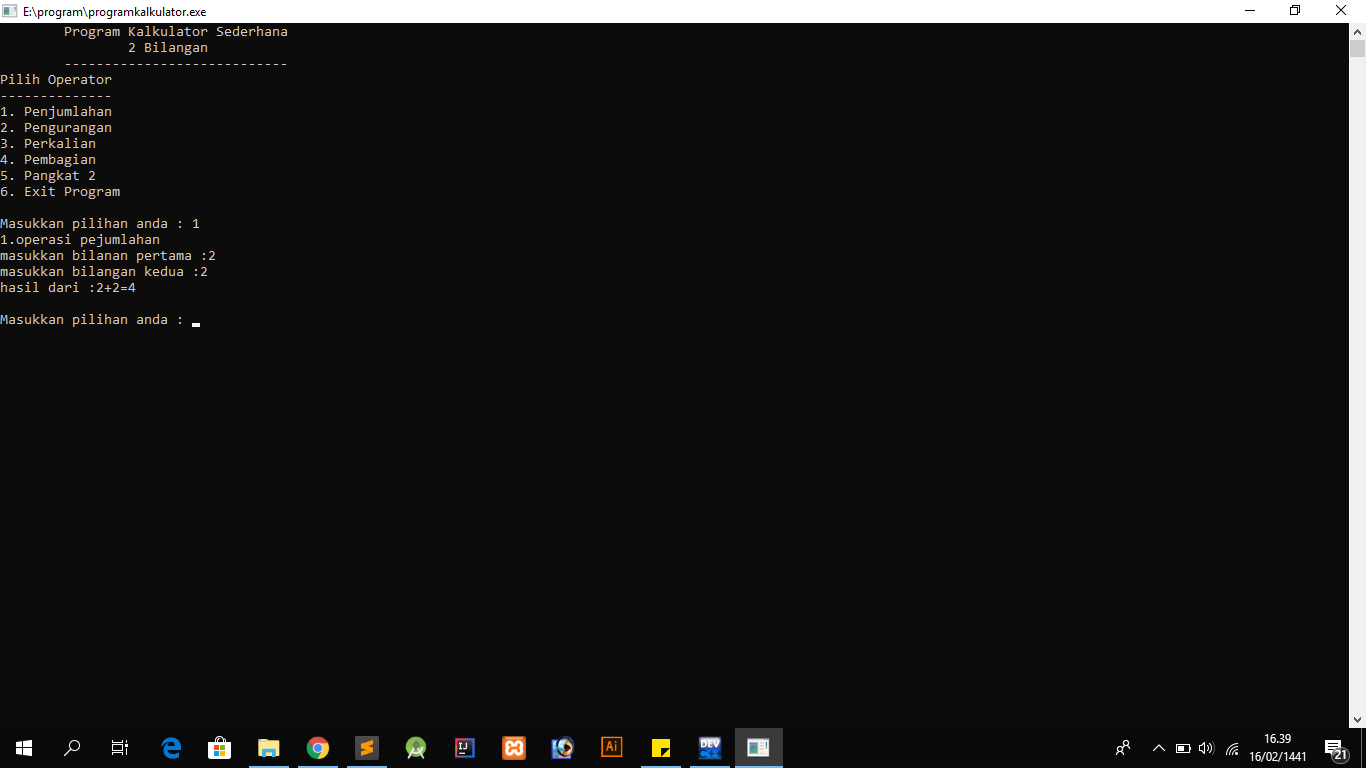 E:\program\programkalkulator.exe
Program Kalkulator Sederhana
2 Bilangan
----------------------------
Pilih Operator
--------------
1. Penjumlahan
2. Pengurangan
3. Perkalian
4. Pembagian
5. Pangkat 2
6. Exit Program
Masukkan pilihan anda : 1
1.operasi pejumlahan
masukkan bilanan pertama :2
masukkan bilangan kedua :2
hasil dari :2+2=4
Masukkan pilihan anda :
IJ
Ai
DEV
16.39
16/02/1441
21